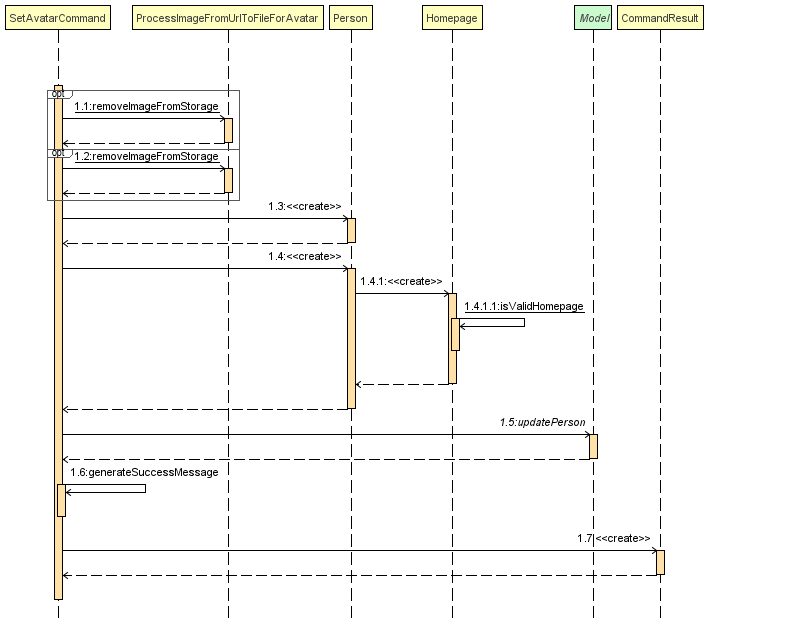 SetAvatarCommand
ProcessImageFromUrlToFileForAvatar
Person
Homepage
Model
CommandResult
opt
1.1:removeImageFromStorage
opt
1.2:removeImageFromStorage
1.3:<<create>>
1.4:<<create>>
1.4.1:<<create>>
1.4.1.1:isValidHomepage
1.5:updatePerson
1.6:generateSuccessMessage
1.7:<<create>>